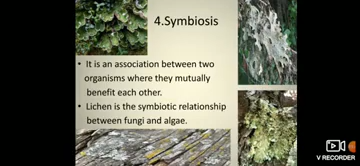 4.Symbiosis
• It is an association between two
organisms where they mutually
benefit each other.
• Lichen is the symbiotic relationship
between fungi and algae.
V RECORDER